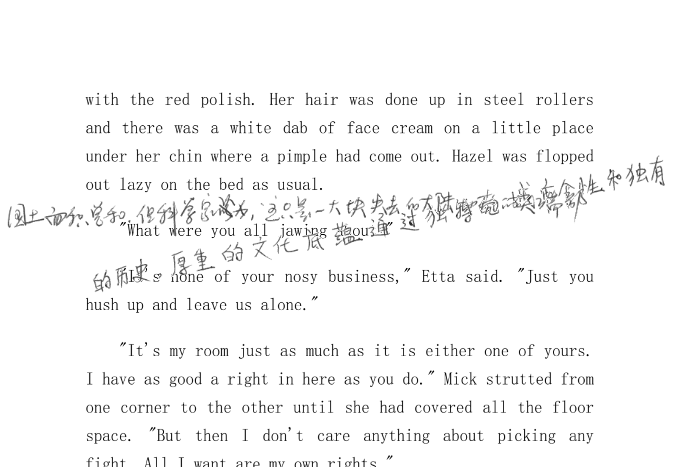 with the red polish. Her hair was done up in steel rollers
and there was a white dab of face cream on a little place
under her chin where a pimple had come out. Hazel was flopped
out lazy on the bed as usual.
国土面积总和,但科学家认为,这只是一大块失去
独有
"What were you all jawing about"
的历史。厚重的文化底蕴通过
"It's none of your nosy business," Etta said. "Just you
hush up and leave us alone."
"It's my room just as much as it is either one of yours.
I have as good a right in here as you do." Mick strutted from
one corner to the other until she had covered all the floor
space. "But then I don't care anything about picking any
fight. All I want are my own rights."